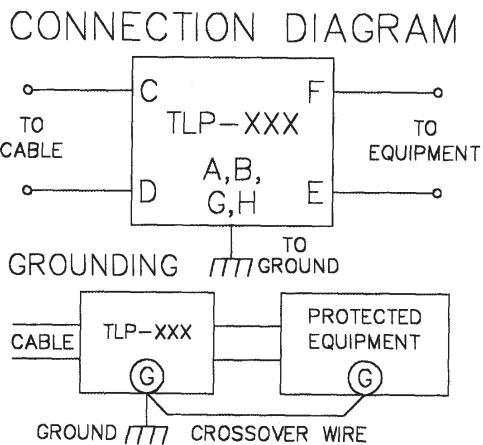 CONNECTION DIAGRAM
C F
TLP-XXX
TO CABLE
TO EQUIPMENT
A,B,
G,H
D E
TO GROUND
GROUNDING
CABLE
TLP-XXX
PROTECTED
EQUIPMENT
G G
GROUND
CROSSOVER WIRE